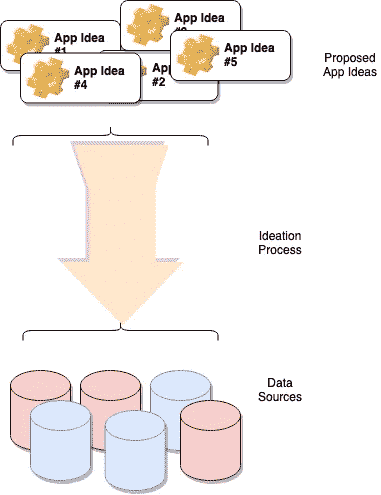 App Idea
#1
App Idea
App Idea
#5
App Idea
#4
#2
Proposed
App Ideas
Ideation
Process
Data
Sources